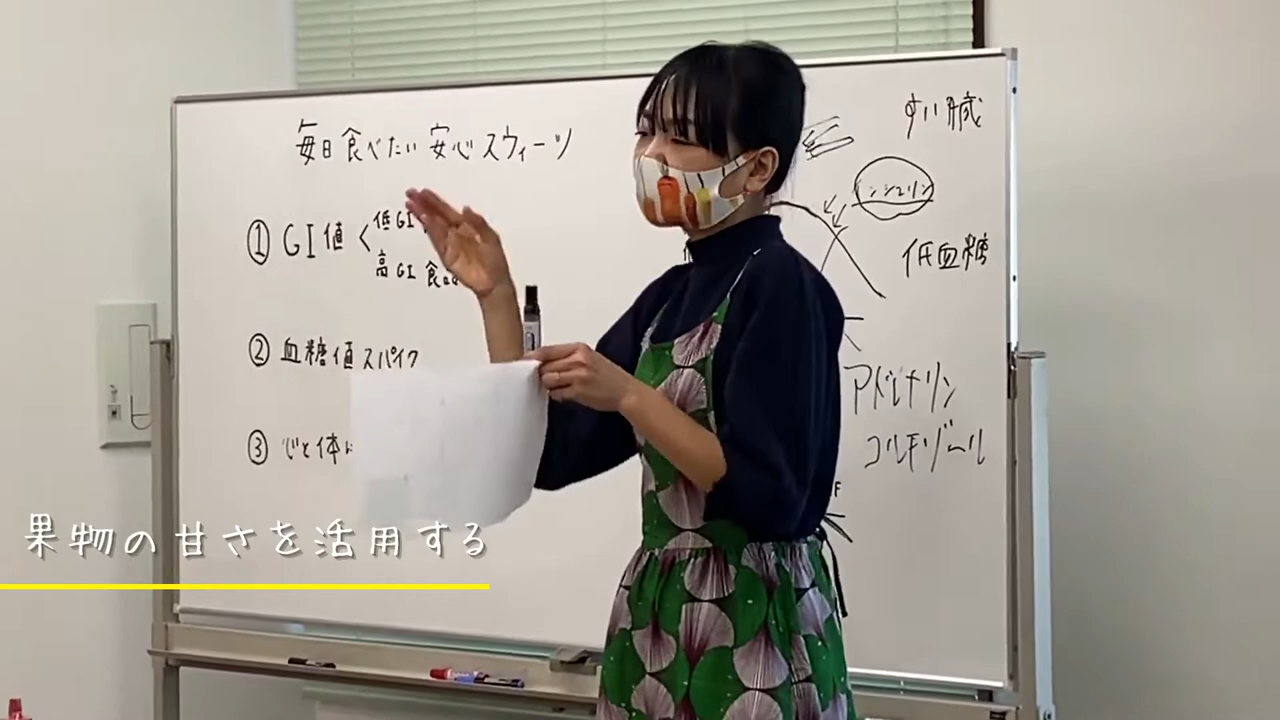 毎日食べたい安心スウィーツ
① GI値 < 低GI
高GI 食品
② 血糖値スパイク
③ 心と体に
すい臓
インシュリン
低血糖
アドレナリン
コルチゾール
果物の甘さを活用する